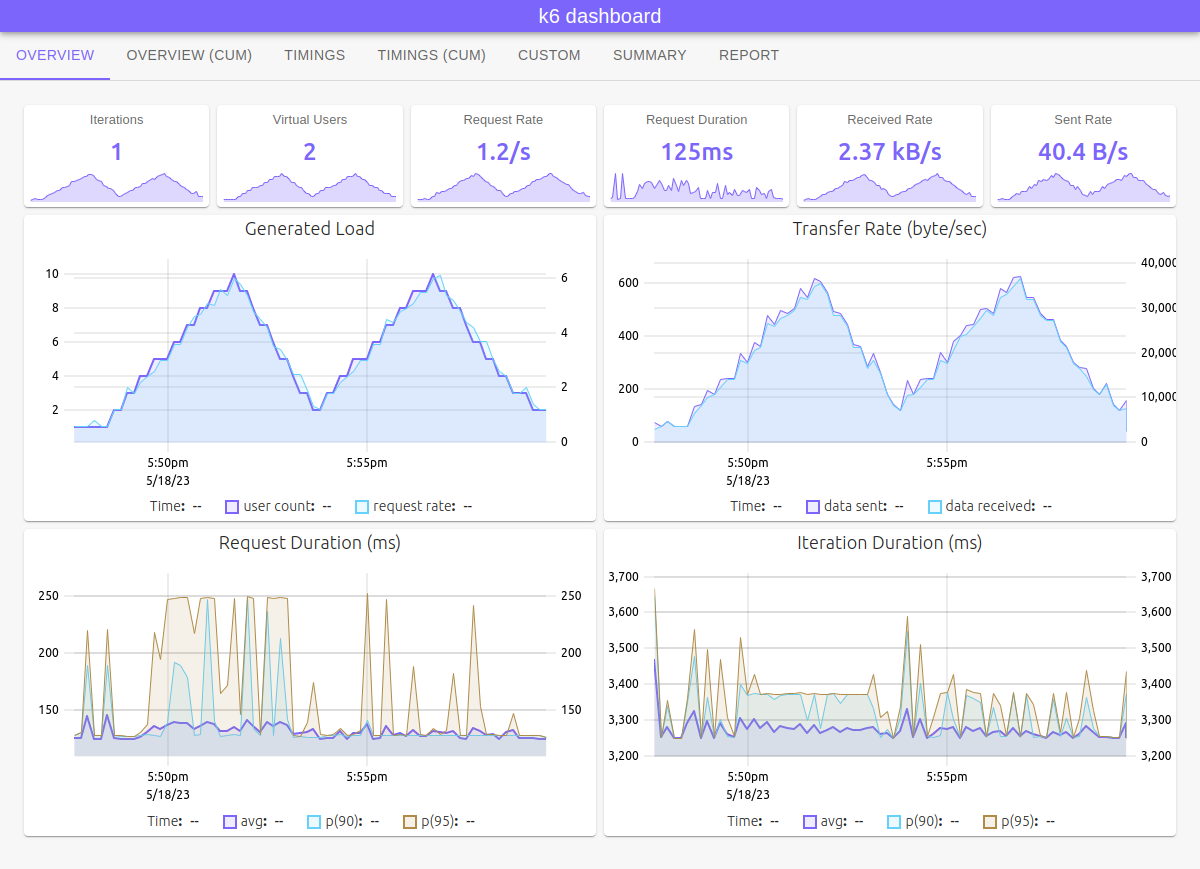 k6 dashboard
OVERVIEW OVERVIEW (CUM) TIMINGS TIMINGS (CUM) CUSTOM SUMMARY REPORT
Iterations Virtual Users Request Rate Request Duration Received Rate Sent Rate
1 2 1.2/s 125ms 2.37 kB/s 40.4 B/s
Generated Load
10
8
6
4
2
6
4
2
0
5:50pm 5:55pm
5/18/23
Time: -- user count: -- request rate: --
Transfer Rate (byte/sec)
600
400
200
0
40,000
30,000
20,000
10,000
0
5:50pm 5:55pm
5/18/23
Time: -- data sent: -- data received: --
Request Duration (ms)
250
200
150
250
200
150
5:50pm 5:55pm
5/18/23
Time: -- avg: -- p(90): -- p(95): --
Iteration Duration (ms)
3,700
3,600
3,500
3,400
3,300
3,200
3,700
3,600
3,500
3,400
3,300
3,200
5:50pm 5:55pm
5/18/23
Time: -- avg: -- p(90): -- p(95): --